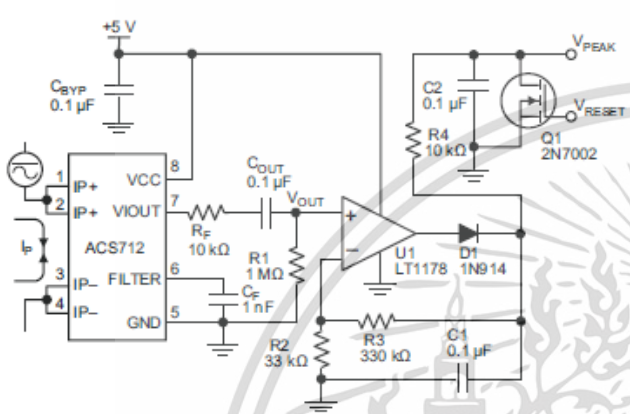 +5 V
VPEAK
CBYP
0.1 µF
C2
0.1 µF
VRESET
R4
10 kΩ
Q1
2N7002
1
IP+
2
IP+
ACS712
IP
3
IP–
4
IP–
VCC
8
VIOUT
7
FILTER
6
GND
5
COUT
0.1 µF
VOUT
RF
10 kΩ
R1
1 MΩ
CF
1 nF
+
–
U1
LT1178
D1
1N914
R2
33 kΩ
R3
330 kΩ
C1
0.1 µF